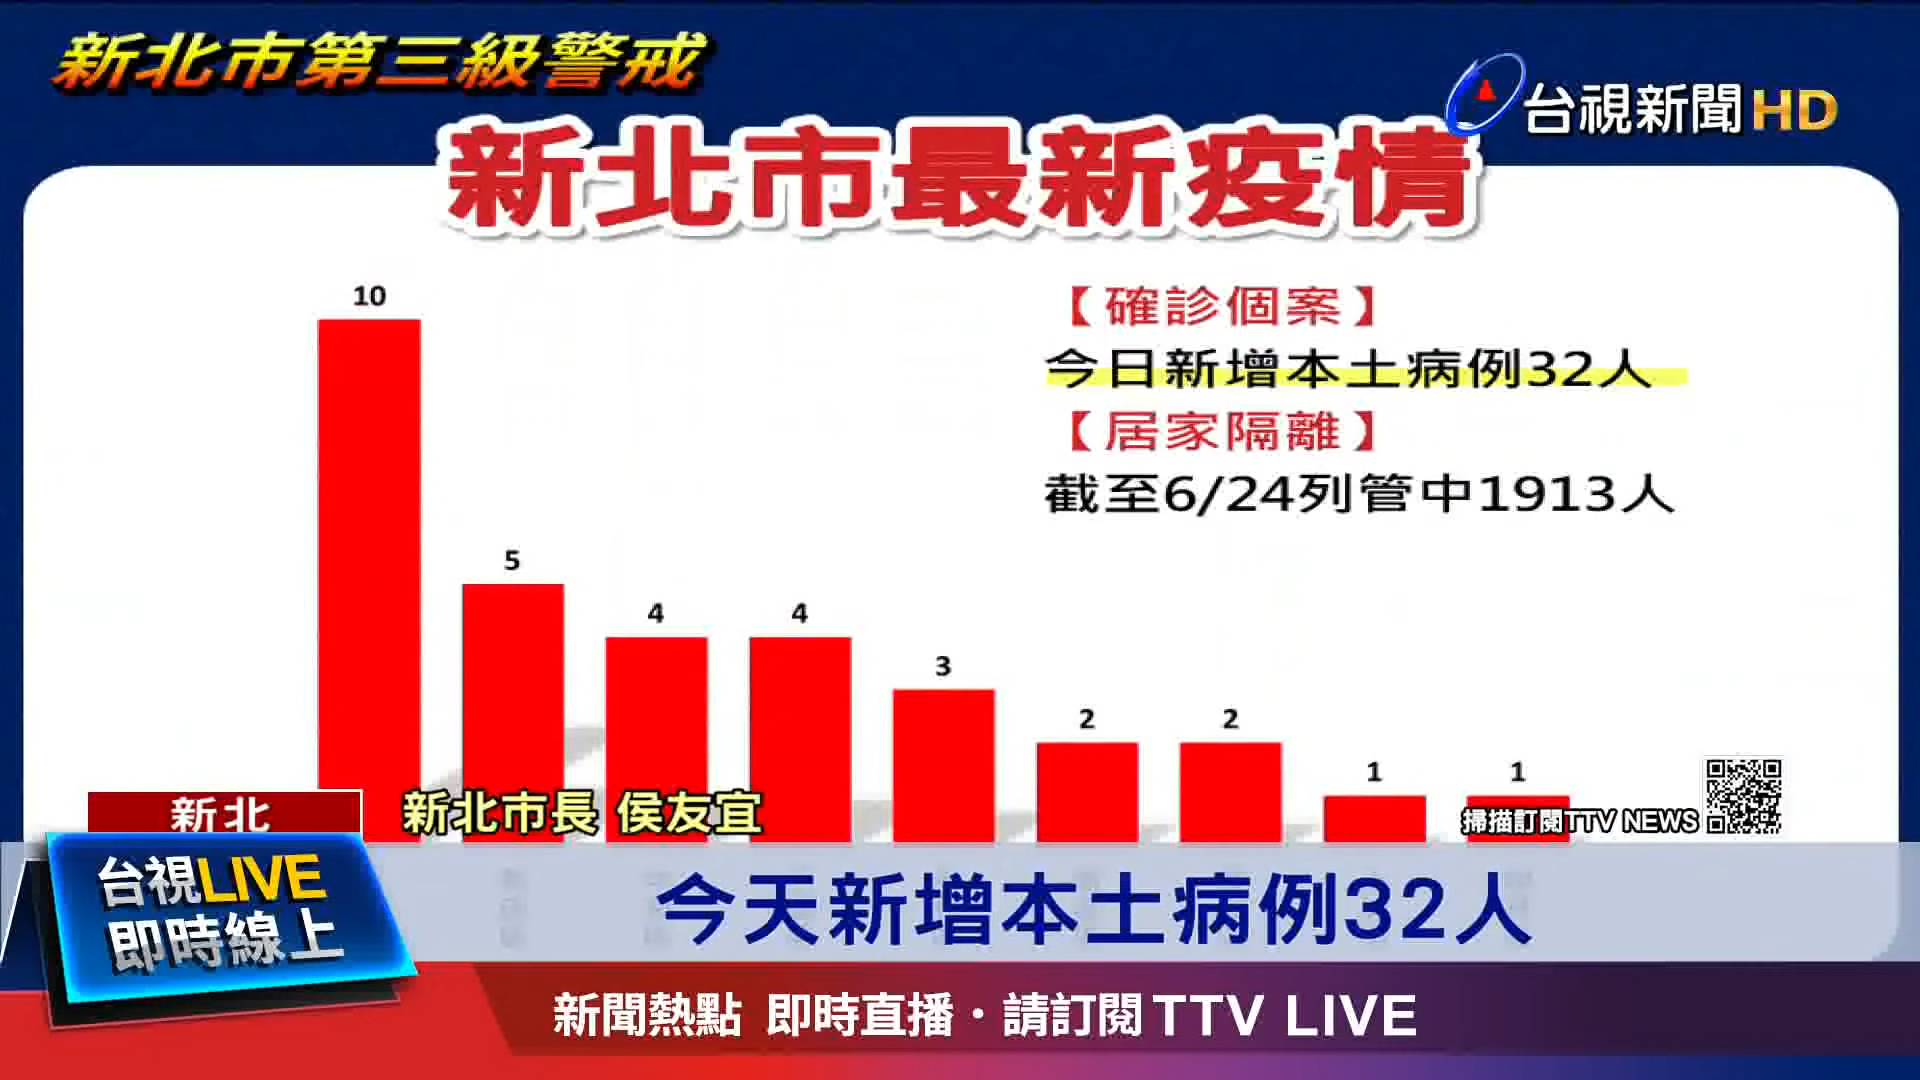 新北市第三級警戒
台視新聞HD
新北市最新疫情
【確診個案】
今日新增本土病例32人
【居家隔離】
截至6/24列管中1913人
10
5
4
4
3
2
2
1
1
新北
新北市長 侯友宜
掃描訂閱TTV NEWS
台視LIVE
即時線上
今天新增本土病例32人
新聞熱點 即時直播・請訂閱TTV LIVE